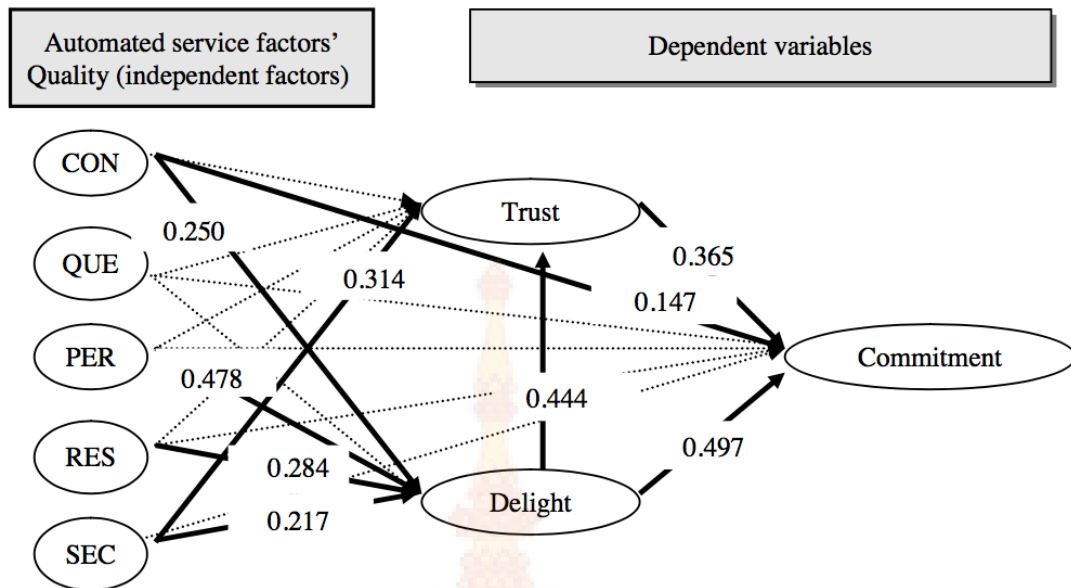 Automated service factors’
Quality (independent factors)
Dependent variables
CON
QUE
PER
RES
SEC
Trust
Delight
Commitment
0.250
0.314
0.365
0.147
0.478
0.444
0.497
0.284
0.217